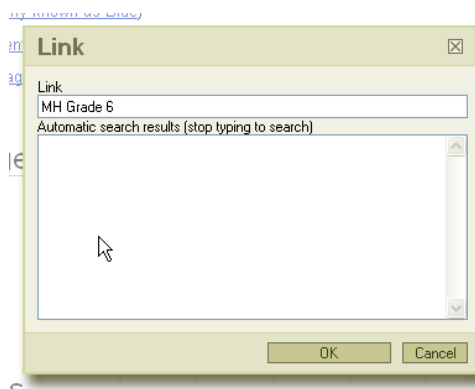 Link
Link
MH Grade 6
Automatic search results (stop typing to search)
OK Cancel